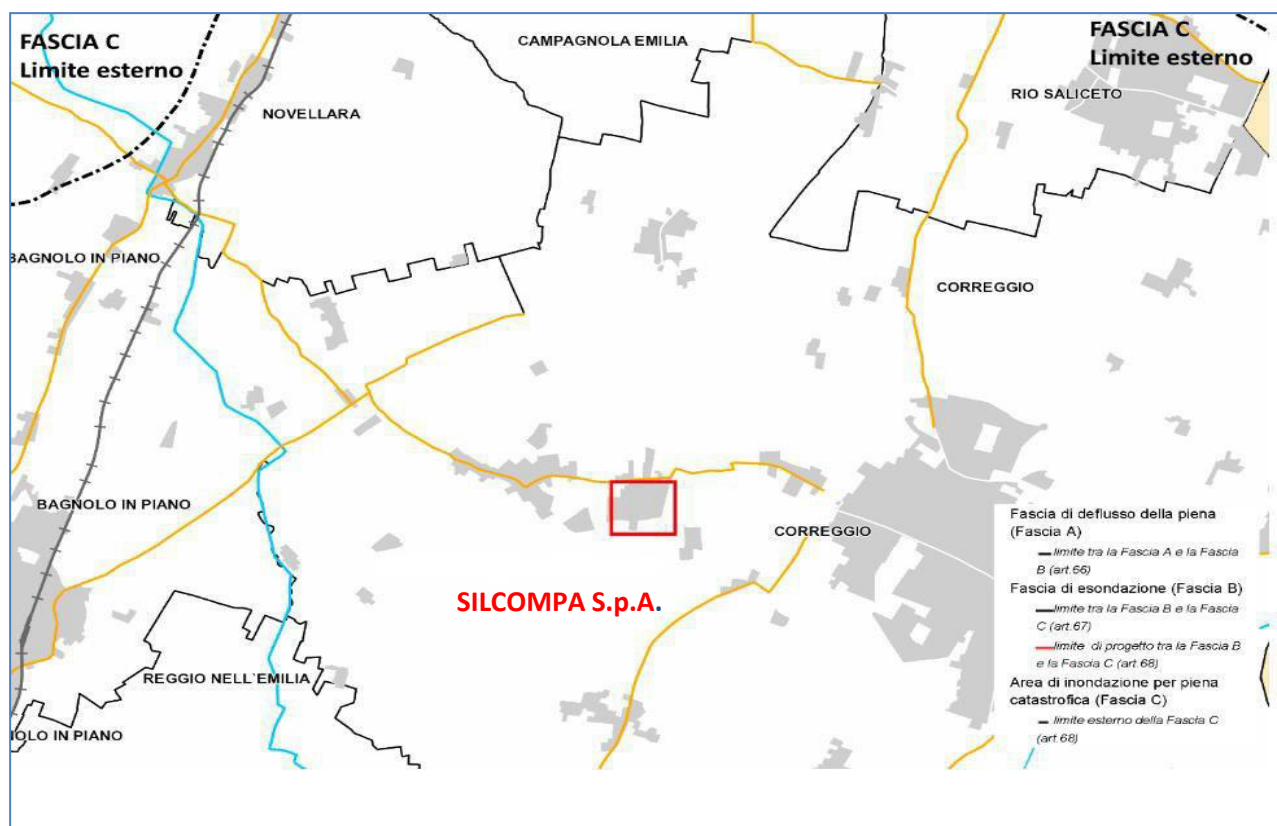 FASCIA C
Limite esterno
CAMPAGNOLA EMILIA
FASCIA C
Limite esterno
RIO SALICETO
NOVELLARA
BAGNOLO IN PIANO
CORREGGIO
BAGNOLO IN PIANO
CORREGGIO
SILCOMPA S.p.A.
REGGIO NELL`EMILIA
OLO IN PIANO
Fascia di deflusso della piena
(Fascia A)
limite tra la Fascia A e la Fascia
B (art.66)
Fascia di esondazione (Fascia B)
limite tra la Fascia B e la Fascia
C (art.67)
limite di progetto tra la Fascia B
e la Fascia C (art.68)
Area di inondazione per piena
catastrofica (Fascia C)
limite esterno della Fascia C
(art.68)